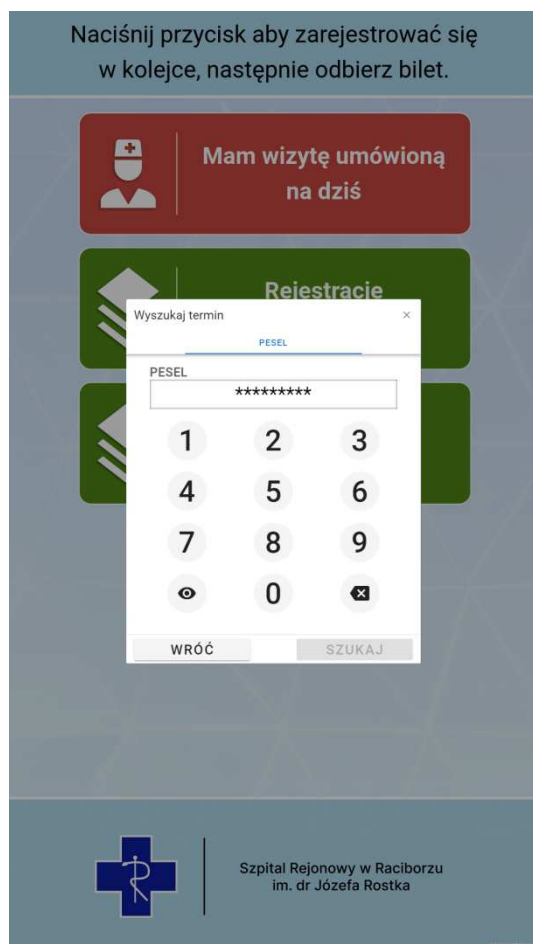 Naciśnij przycisk aby zarejestrować się
w kolejce, następnie odbierz bilet.
Mam wizytę umówioną
na dziś
Rejestracje
Wyszukaj termin ×
PESEL
PESEL
*********
1 2 3
4 5 6
7 8 9
0
WRÓĆ SZUKAJ
Szpital Rejonowy w Raciborzu
im. dr Józefa Rostka